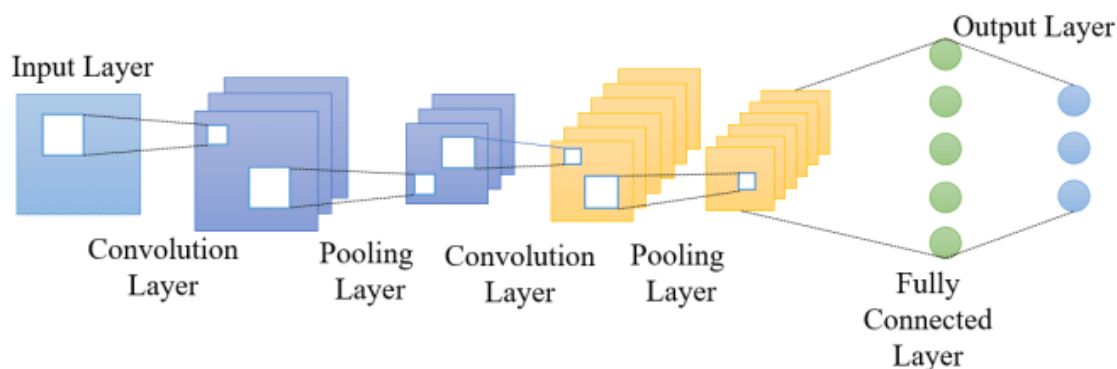 Input Layer
Convolution
Layer
Pooling
Layer
Convolution
Layer
Pooling
Layer
Fully
Connected
Layer
Output Layer